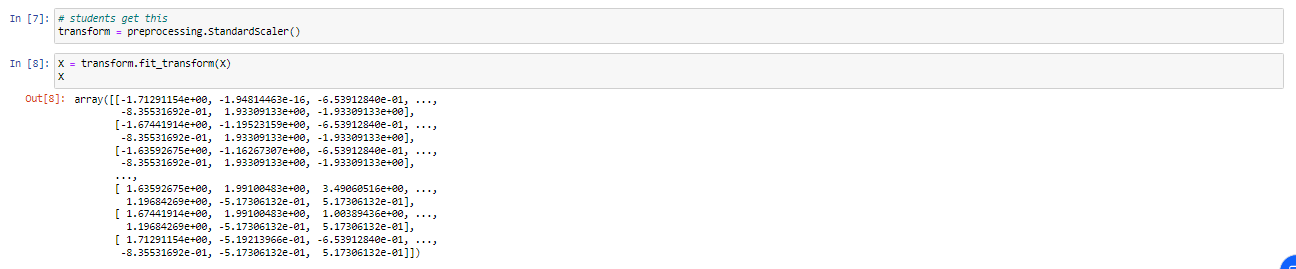 In [7]: # students get this
transform = preprocessing.StandardScaler()
In [8]: X = transform.fit_transform(X)
X
Out[8]: array([[-1.71291154e+00, -1.94814463e-16, -6.53912840e-01, ...,
-8.35531692e-01, 1.93309133e+00, -1.93309133e+00],
[-1.67441914e+00, -1.19523159e+00, -6.53912840e-01, ...,
-8.35531692e-01, 1.93309133e+00, -1.93309133e+00],
[-1.63592675e+00, -1.16267307e+00, -6.53912840e-01, ...,
-8.35531692e-01, 1.93309133e+00, -1.93309133e+00],
...,
[ 1.63592675e+00, 1.99100483e+00, 3.49060516e+00, ...,
1.19684269e+00, -5.17306132e-01, 5.17306132e-01],
[ 1.67441914e+00, 1.99100483e+00, 1.00389436e+00, ...,
1.19684269e+00, -5.17306132e-01, 5.17306132e-01],
[ 1.71291154e+00, -5.19213966e-01, -6.53912840e-01, ...,
-8.35531692e-01, -5.17306132e-01, 5.17306132e-01]])